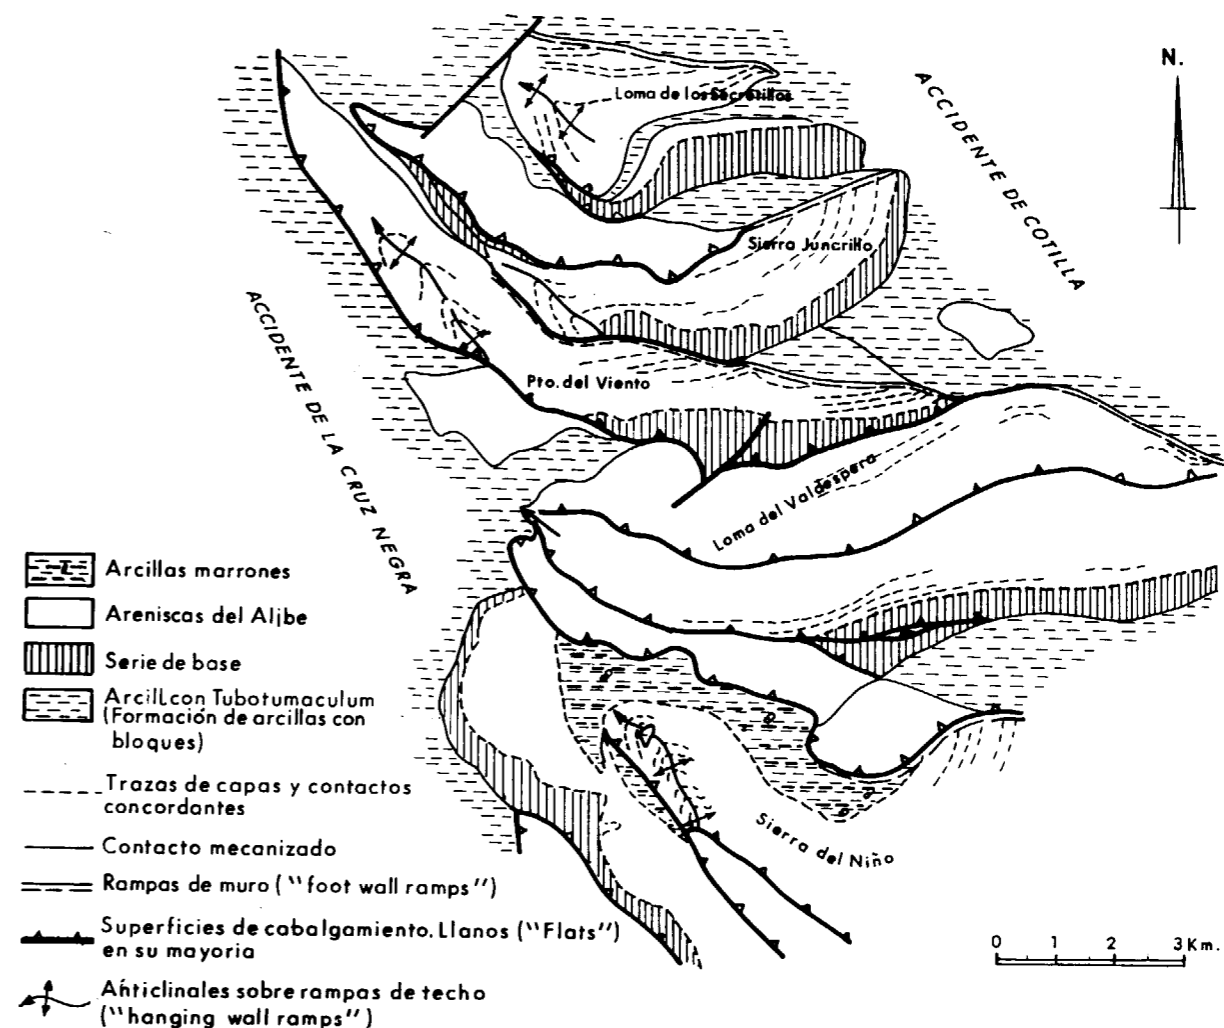 N.
ACCIDENTE DE COTILLA
Loma de los Secretillos
Sierra Juncrillo
ACCIDENTE DE LA CRUZ NEGRA
Pto. del Viento
Loma del Valdespera
Sierra del Niño
Arcillas marrones
Areniscas del Aljibe
Serie de base
Arcill.con Tubotumaculum
(Formación de arcillas con
bloques)
Trazas de capas y contactos
concordantes
Contacto mecanizado
Rampas de muro (“foot wall ramps”)
Superficies de cabalgamiento. Llanos (“Flats”)
en su mayoria
Anticlinales sobre rampas de techo
(“hanging wall ramps”)
0 1 2 3 Km.